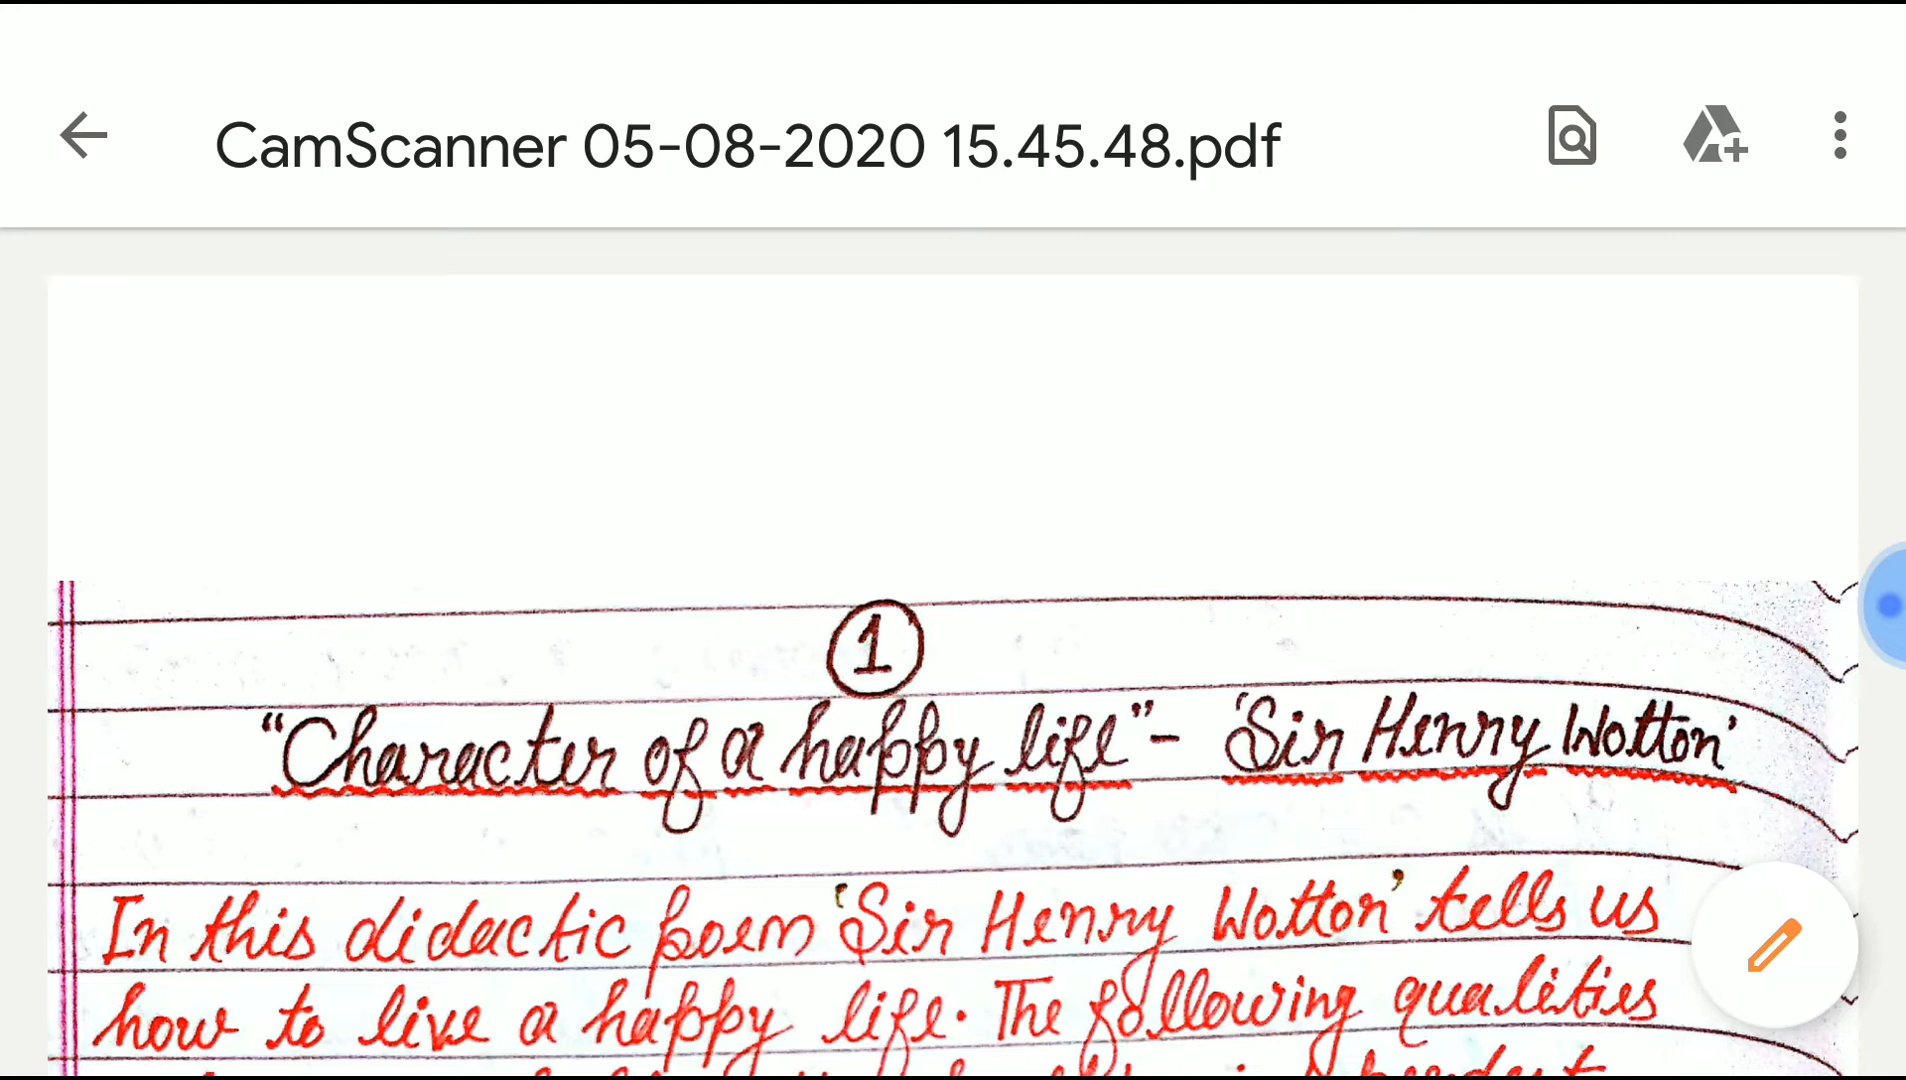 CamScanner 05-08-2020 15.45.48.pdf
1
"Character of a happy life" - 'Sir Henry Wotton'
In this didactic poem 'Sir Henry Wotton' tells us
how to live a happy life. The following qualities